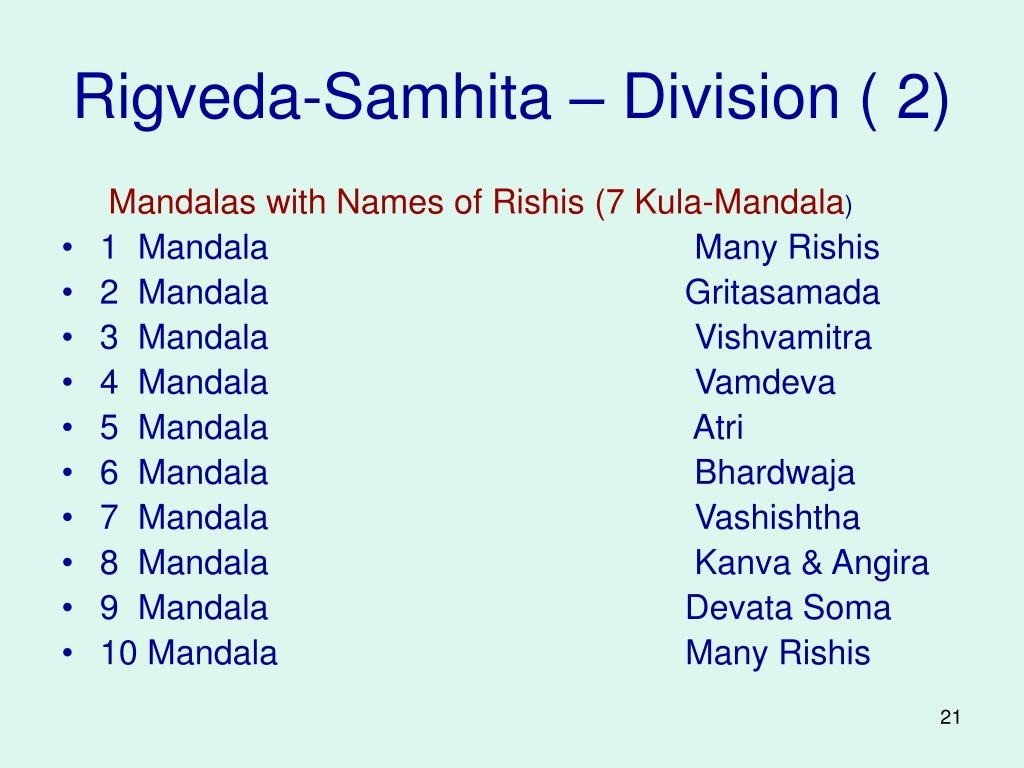 Rigveda-Samhita – Division ( 2)
Mandalas with Names of Rishis (7 Kula-Mandala)
• 1 Mandala Many Rishis
• 2 Mandala Gritasamada
• 3 Mandala Vishvamitra
• 4 Mandala Vamdeva
• 5 Mandala Atri
• 6 Mandala Bhardwaja
• 7 Mandala Vashishtha
• 8 Mandala Kanva & Angira
• 9 Mandala Devata Soma
• 10 Mandala Many Rishis
21